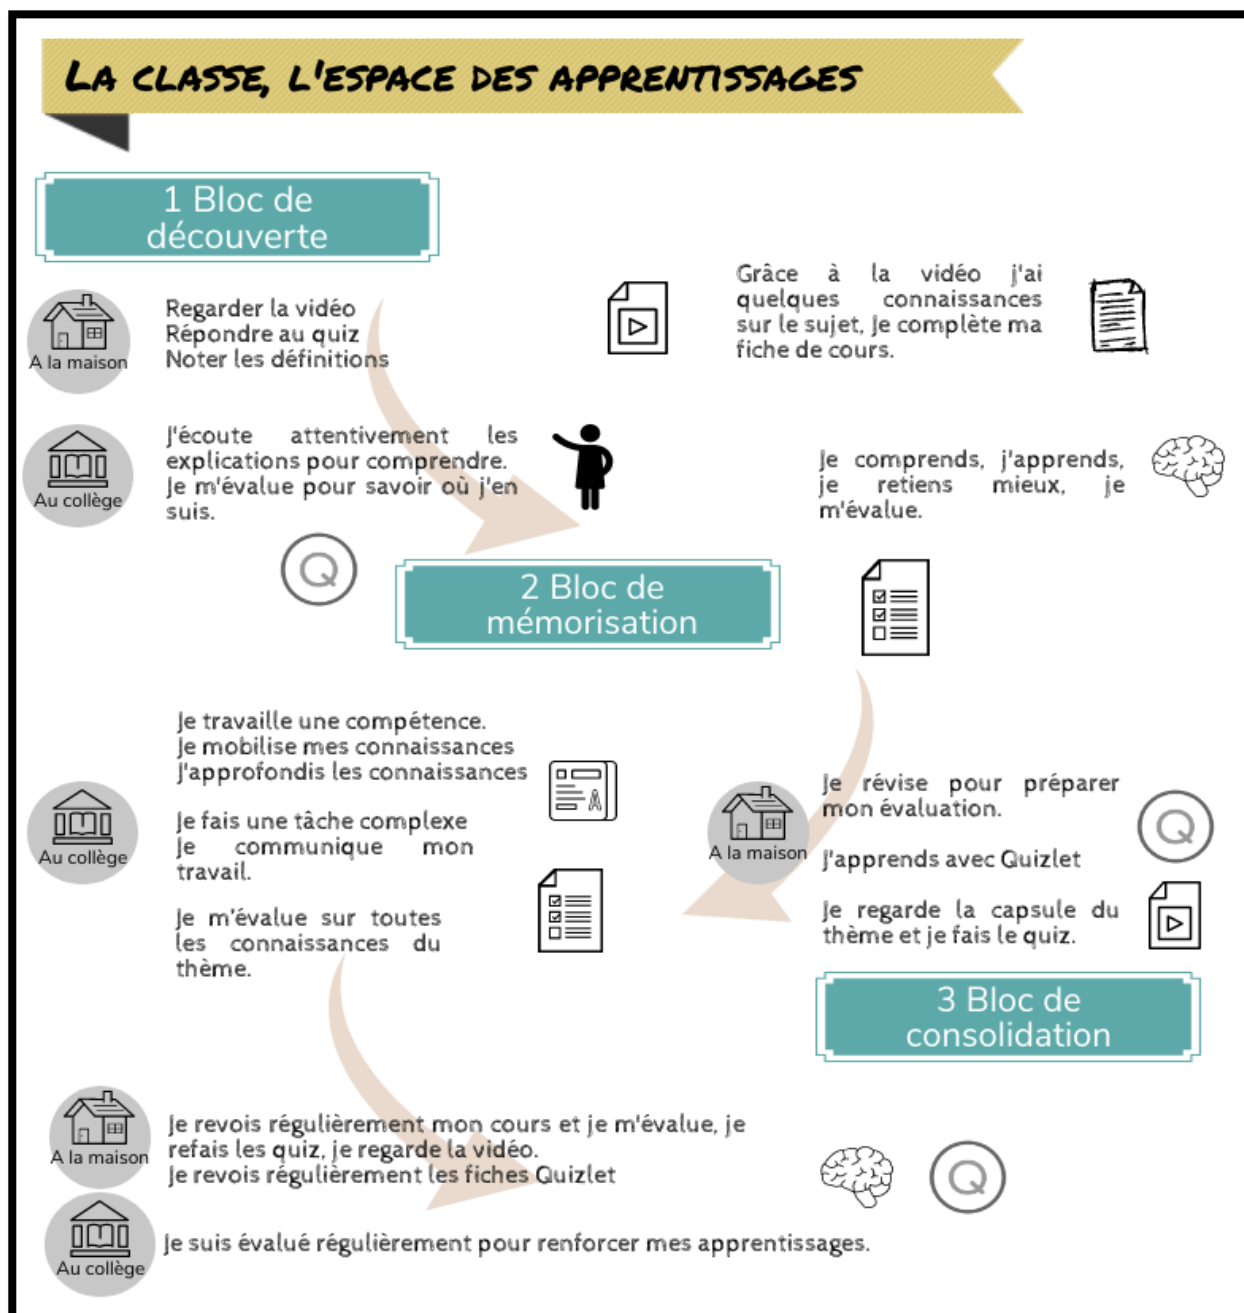 LA CLASSE, L'ESPACE DES APPRENTISSAGES
1 Bloc de
découverte
A la maison
Regarder la vidéo
Répondre au quiz
Noter les définitions
Grâce à la vidéo j'ai
quelques connaissances
sur le sujet, je complète ma
fiche de cours.
Au collège
J'écoute attentivement les
explications pour comprendre.
Je m'évalue pour savoir où j'en
suis.
Je comprends, j'apprends,
je retiens mieux, je
m'évalue.
Q
2 Bloc de
mémorisation
Au collège
Je travaille une compétence.
Je mobilise mes connaissances
J'approfondis les connaissances
A
Je fais une tâche complexe
Je communique mon
travail.
Je m'évalue sur toutes
les connaissances du
thème.
A la maison
Je révise pour préparer
mon évaluation.
Q
J'apprends avec Quizlet
Je regarde la capsule du
thème et je fais le quiz.
3 Bloc de
consolidation
A la maison
Je revois régulièrement mon cours et je m'évalue, je
refais les quiz, je regarde la vidéo.
Je revois régulièrement les fiches Quizlet
Q
Au collège
Je suis évalué régulièrement pour renforcer mes apprentissages.